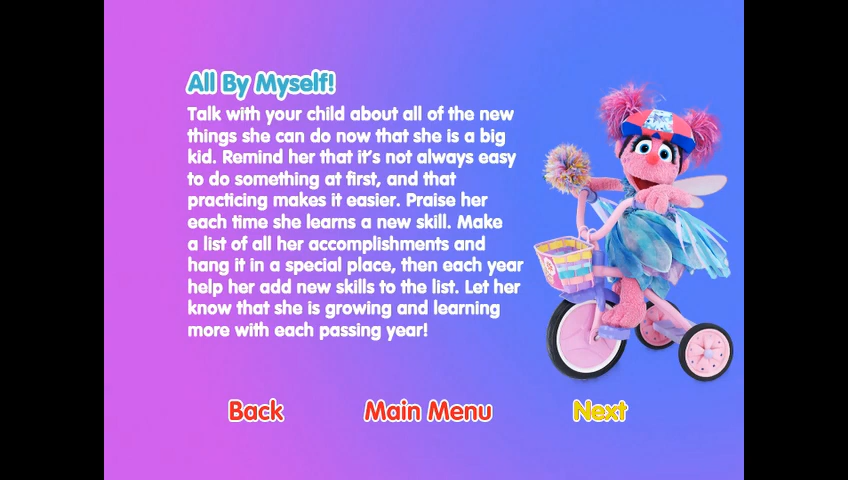 All By Myself!
Talk with your child about all of the new
things she can do now that she is a big
kid. Remind her that it's not always easy
to do something at first, and that
practicing makes it easier. Praise her
each time she learns a new skill. Make
a list of all her accomplishments and
hang it in a special place, then each year
help her add new skills to the list. Let her
know that she is growing and learning
more with each passing year!
Back Main Menu Next